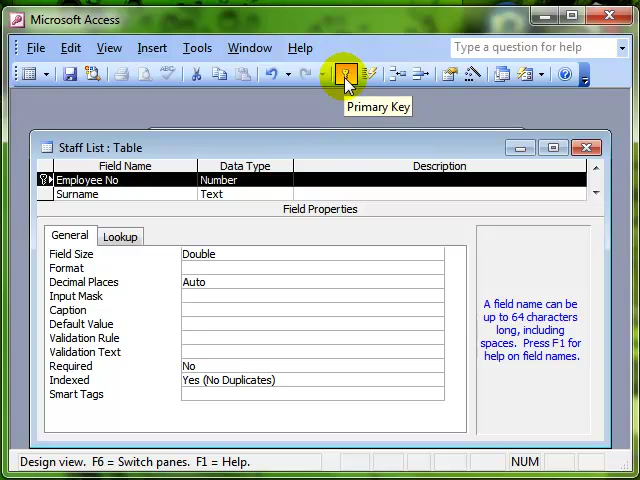 Microsoft Access
File Edit View Insert Tools Window Help Type a question for help
Primary Key
Staff List : Table
Field Name Data Type Description
Employee No Number
Surname Text
Field Properties
General Lookup
Field Size Double
Format
Decimal Places Auto
Input Mask
Caption
Default Value
Validation Rule
Validation Text
Required No
Indexed Yes (No Duplicates)
Smart Tags
A field name can be
up to 64 characters
long, including
spaces. Press F1 for
help on field names.
Design view. F6 = Switch panes. F1 = Help. NUM